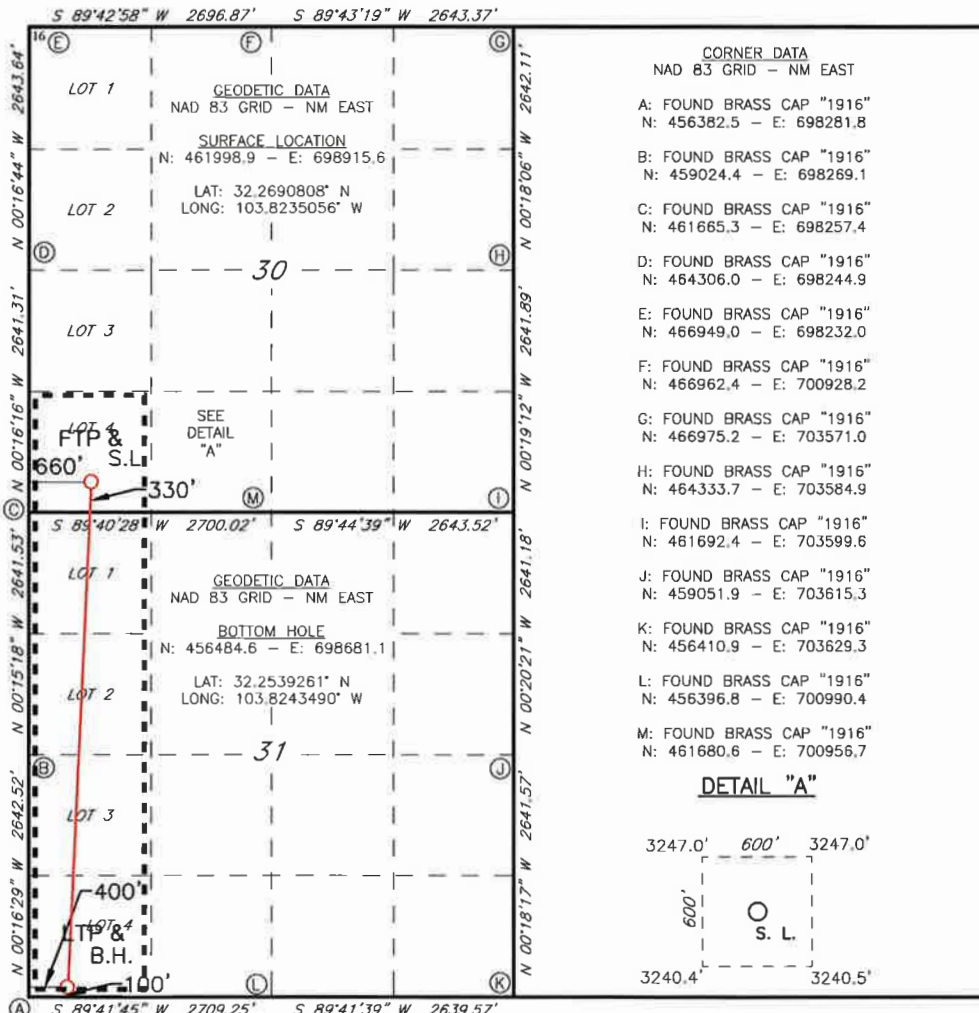 S 89°42'58" W 2696.87' S 89°43'19" W 2643.37'
16
E
F
G
N 00°16'44" W 2643.64'
LOT 1
LOT 2
GEODETIC DATA
NAD 83 GRID – NM EAST
SURFACE LOCATION
N: 461998.9 – E: 698915.6
LAT: 32.2690808° N
LONG: 103.8235056° W
N 00°18'06" W 2642.11'
D
30
H
N 00°16'16" W 2641.31'
LOT 3
LOT 4
FTP &
S.L
660'
330'
SEE
DETAIL
"A"
N 00°19'12" W 2641.89'
C
M
I
S 89°40'28" W 2700.02' S 89°44'39" W 2643.52'
N 00°15'18" W 2641.53'
LOT 1
LOT 2
GEODETIC DATA
NAD 83 GRID – NM EAST
BOTTOM HOLE
N: 456484.6 – E: 698681.1
LAT: 32.2539261° N
LONG: 103.8243490° W
N 00°20'21" W 2641.18'
B
31
J
N 00°16'29" W 2642.52'
LOT 3
400'
LOT 4
LTP &
B.H.
100'
N 00°18'17" W 2641.57'
L
K
A
S 89°41'45" W 2709.25' S 89°41'39" W 2639.57'
CORNER DATA
NAD 83 GRID – NM EAST
A: FOUND BRASS CAP "1916"
N: 456382.5 – E: 698281.8
B: FOUND BRASS CAP "1916"
N: 459024.4 – E: 698269.1
C: FOUND BRASS CAP "1916"
N: 461665.3 – E: 698257.4
D: FOUND BRASS CAP "1916"
N: 464306.0 – E: 698244.9
E: FOUND BRASS CAP "1916"
N: 466949.0 – E: 698232.0
F: FOUND BRASS CAP "1916"
N: 466962.4 – E: 700928.2
G: FOUND BRASS CAP "1916"
N: 466975.2 – E: 703571.0
H: FOUND BRASS CAP "1916"
N: 464333.7 – E: 703584.9
I: FOUND BRASS CAP "1916"
N: 461692.4 – E: 703599.6
J: FOUND BRASS CAP "1916"
N: 459051.9 – E: 703615.3
K: FOUND BRASS CAP "1916"
N: 456410.9 – E: 703629.3
L: FOUND BRASS CAP "1916"
N: 456396.8 – E: 700990.4
M: FOUND BRASS CAP "1916"
N: 461680.6 – E: 700956.7
DETAIL "A"
3247.0' 600' 3247.0'
600'
S. L.
3240.4' 3240.5'